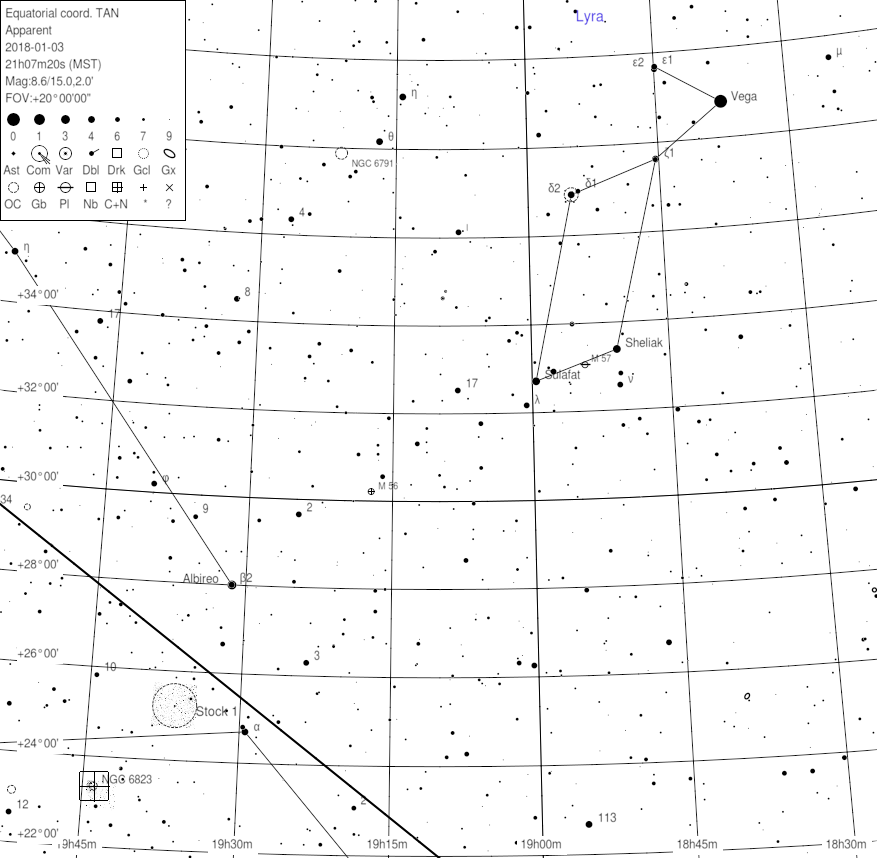 Equatorial coord. TAN
Apparent
2018-01-03
21h07m20s (MST)
Mag:8.6/15.0,2.0'
FOV:+20°00'00"
0 1 3 4 6 7 9
Ast Com Var Dbl Drk Gcl Gx
OC Gb Pl Nb C+N * ?
Lyra
μ
ε2 ε1
Vega
η
θ
ζ1
NGC 6791
δ2 δ1
4
ι
η
+34°00'
8
17
Sheliak
M 57
Sulafat
ν
+32°00'
17
λ
+30°00'
φ
M 56
34
9
2
+28°00'
Albireo
β2
+26°00'
3
10
Stock 1
α
+24°00'
NGC 6823
12
2
113
+22°00'
19h45m 19h30m 19h15m 19h00m 18h45m 18h30m